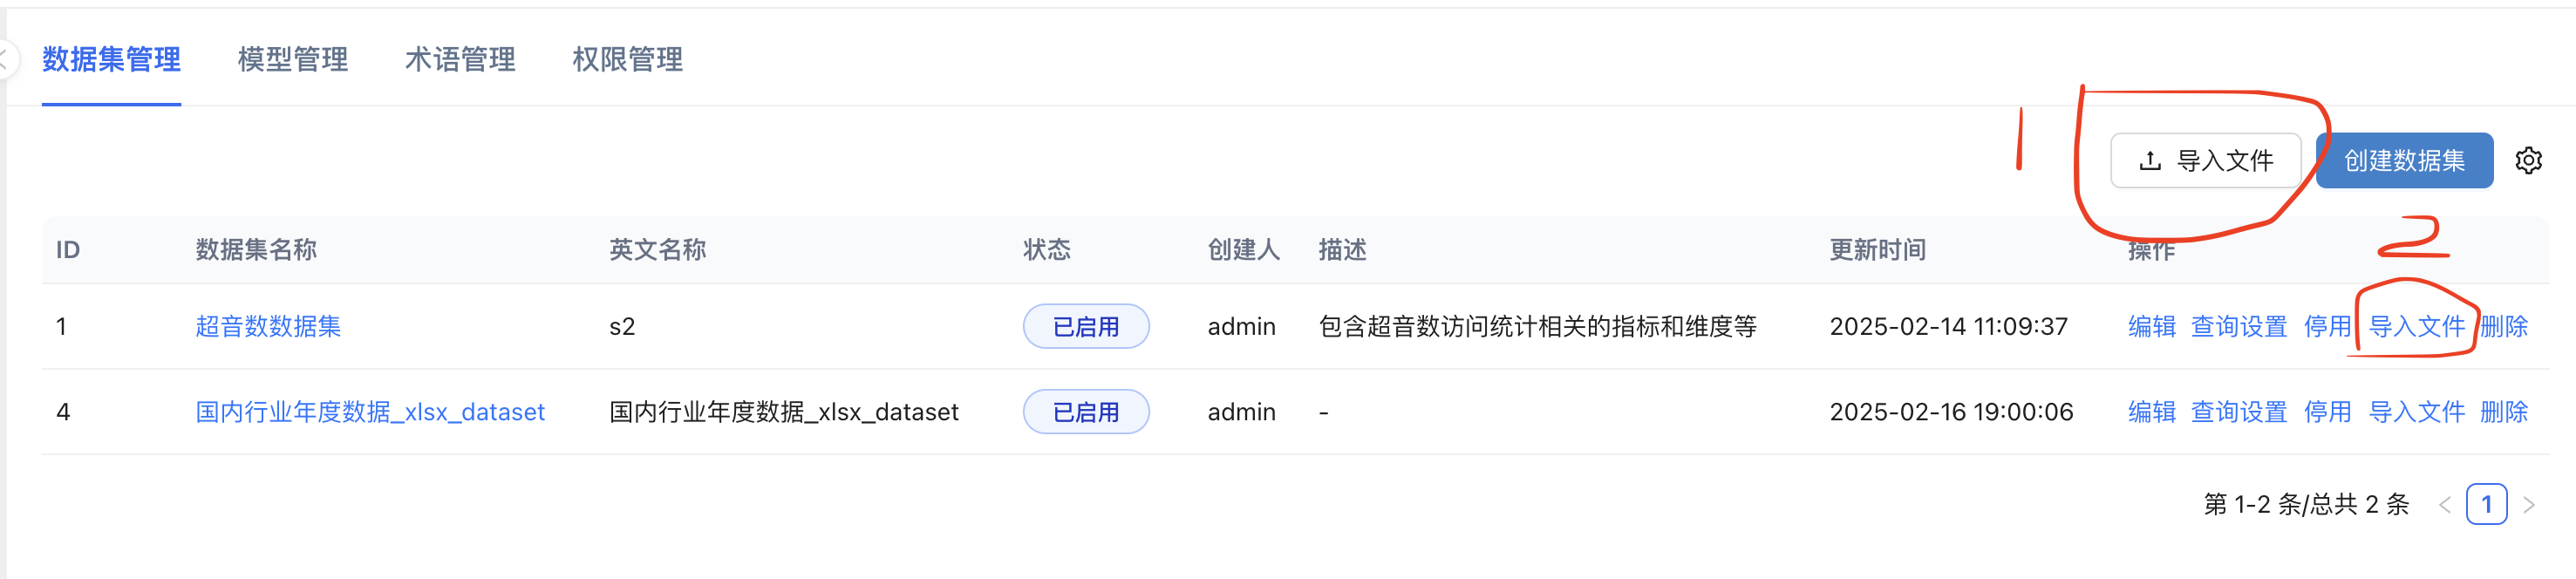 数据集管理 模型管理 术语管理 权限管理
1 导入文件 创建数据集
2
ID 数据集名称 英文名称 状态 创建人 描述 更新时间 操作
1 超音数数据集 s2 已启用 admin 包含超音数访问统计相关的指标和维度等 2025-02-14 11:09:37 编辑 查询设置 停用 导入文件 删除
4 国内行业年度数据_xlsx_dataset 国内行业年度数据_xlsx_dataset 已启用 admin - 2025-02-16 19:00:06 编辑 查询设置 停用 导入文件 删除
第 1-2 条/总共 2 条 < 1 >